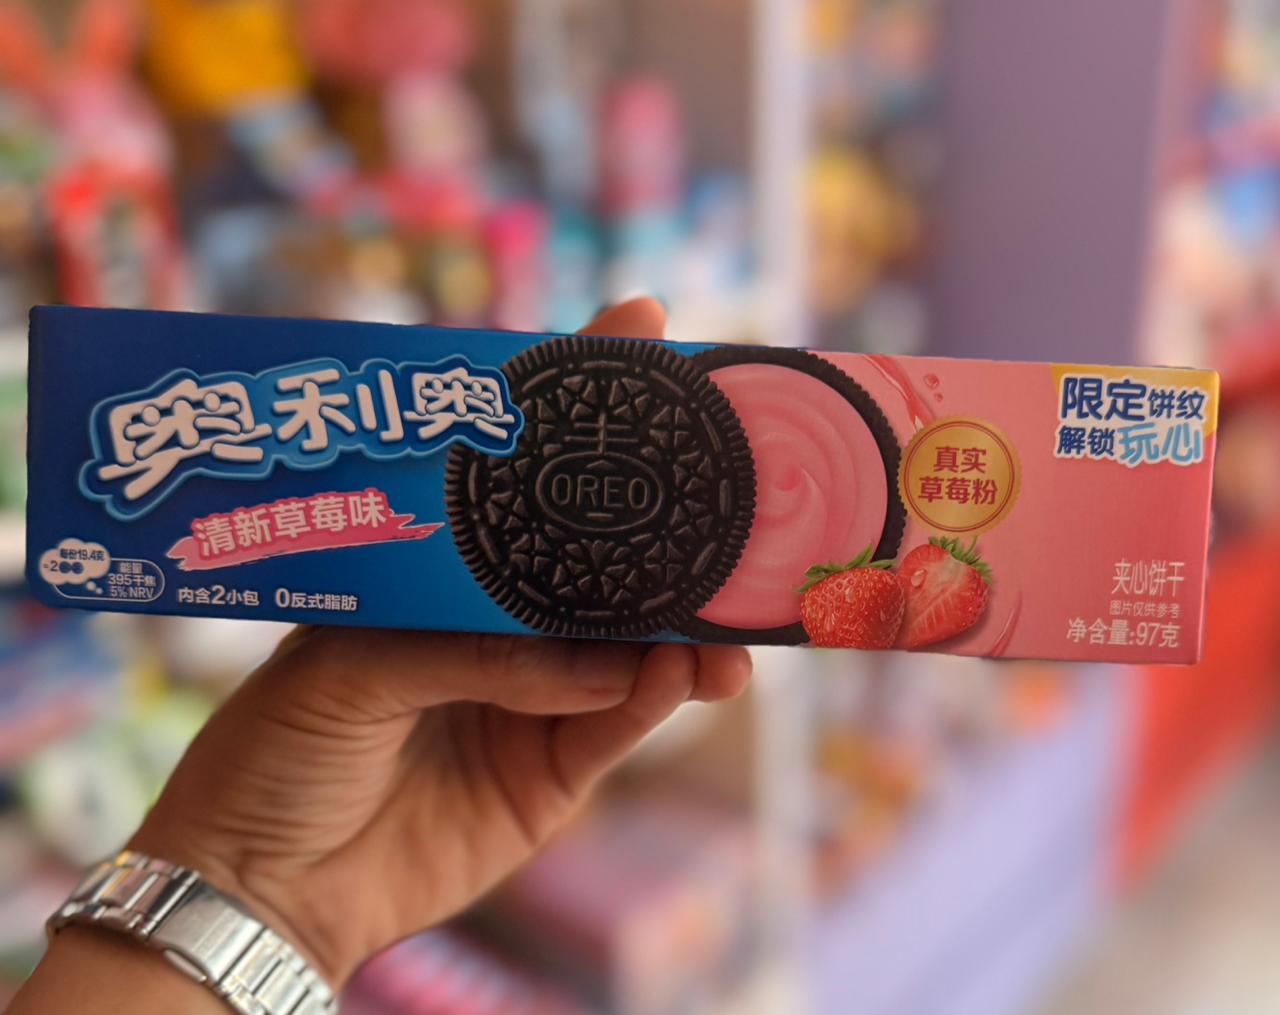 奥利奥
清新草莓味
每份19.4克
≈2
能量
395千焦
5% NRV
内含2小包 0反式脂肪
OREO
真实
草莓粉
限定饼纹
解锁玩心
夹心饼干
图片仅供参考
净含量:97克